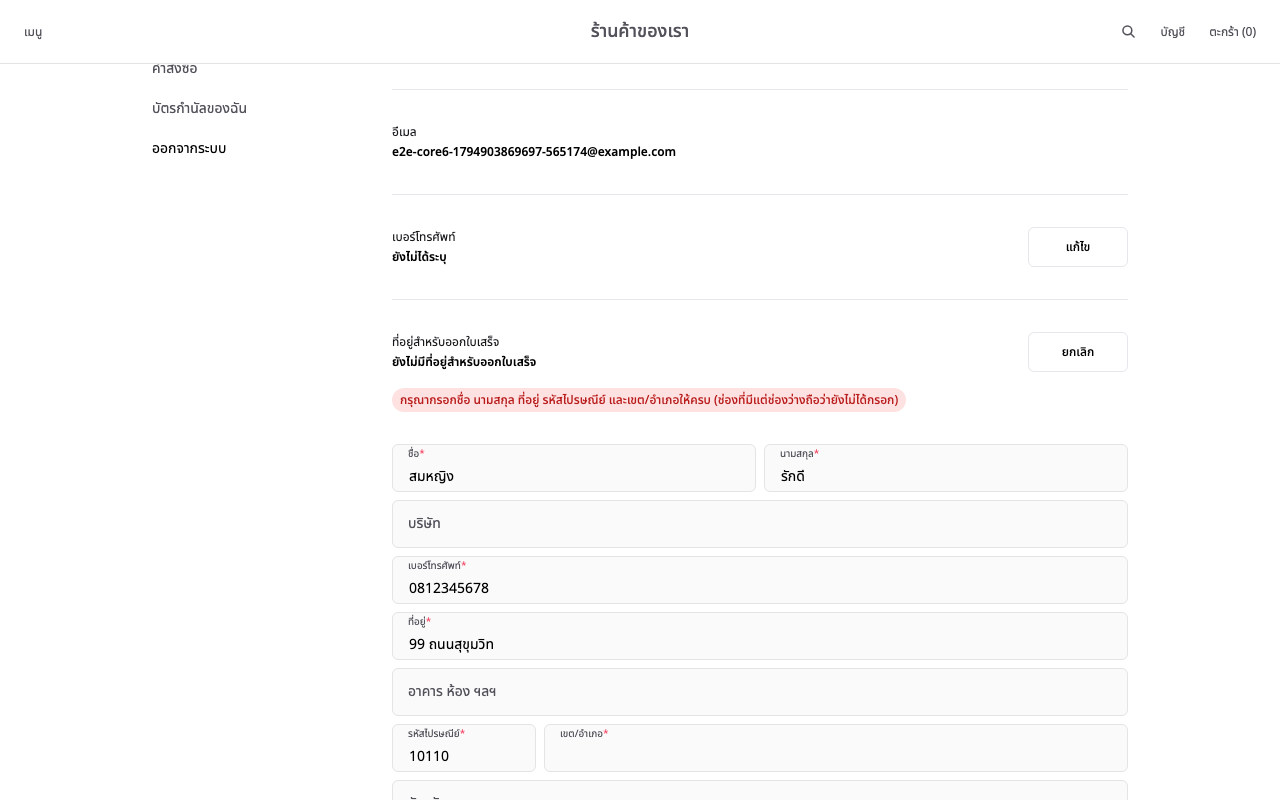 เมนู
ร้านค้าของเรา
บัญชี
ตะกร้า (0)
คำสั่งซื้อ
บัตรกำนัลของฉัน
ออกจากระบบ
อีเมล
e2e-core6-1794903869697-565174@example.com
เบอร์โทรศัพท์
ยังไม่ได้ระบุ
แก้ไข
ที่อยู่สำหรับออกใบเสร็จ
ยังไม่มีที่อยู่สำหรับออกใบเสร็จ
ยกเลิก
กรุณากรอกชื่อ นามสกุล ที่อยู่ รหัสไปรษณีย์ และเขต/อำเภอให้ครบ (ช่องที่มีแต่ช่องว่างถือว่ายังไม่ได้กรอก)
ชื่อ*
สมหญิง
นามสกุล*
รักดี
บริษัท
เบอร์โทรศัพท์*
0812345678
ที่อยู่*
99 ถนนสุขุมวิท
อาคาร ห้อง ฯลฯ
รหัสไปรษณีย์*
10110
เขต/อำเภอ*